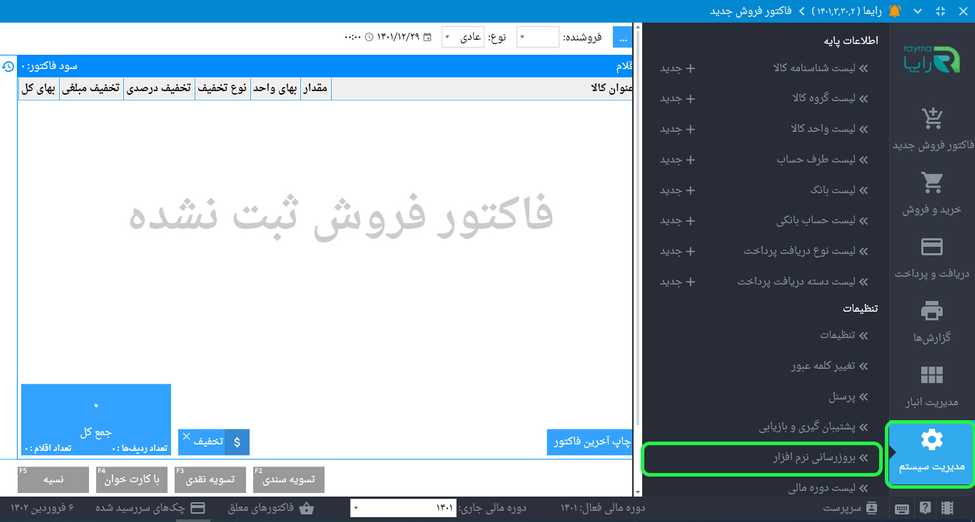 رایما ( ۱۴۰۱,۳,۳۰,۲ ) فاکتور فروش جدید
rayma
رایما
فاکتور فروش جدید
خرید و فروش
دریافت و پرداخت
گزارش‌ها
مدیریت انبار
مدیریت سیستم
اطلاعات پایه
لیست شناسنامه کالا + جدید
لیست گروه کالا + جدید
لیست واحد کالا + جدید
لیست طرف حساب + جدید
لیست بانک + جدید
لیست حساب بانکی + جدید
لیست نوع دریافت پرداخت + جدید
لیست دسته دریافت پرداخت + جدید
تنظیمات
تنظیمات
تغییر کلمه عبور
پرسنل
پشتیبان گیری و بازیابی
بروزرسانی نرم افزار
لیست دوره مالی
... فروشنده: نوع: عادی ۱۴۰۱/۱۲/۲۹ ۰۰:۰۰
قلام سود فاکتور: ۰
عنوان کالا مقدار بهای واحد نوع تخفیف تخفیف درصدی تخفیف مبلغی بهای کل
فاکتور فروش ثبت نشده
۰
جمع کل
تعداد ردیف‌ها : ۰ تعداد اقلام : ۰
$ تخفیف
چاپ آخرین فاکتور
F2 تسویه سندی
F3 تسویه نقدی
F4 با کارت خوان
F5 نسیه
سرپرست دوره مالی فعال: ۱۴۰۱ دوره مالی جاری: ۱۴۰۱ فاکتورهای معلق چک‌های سررسید شده ۶ فروردین ۱۴۰۲